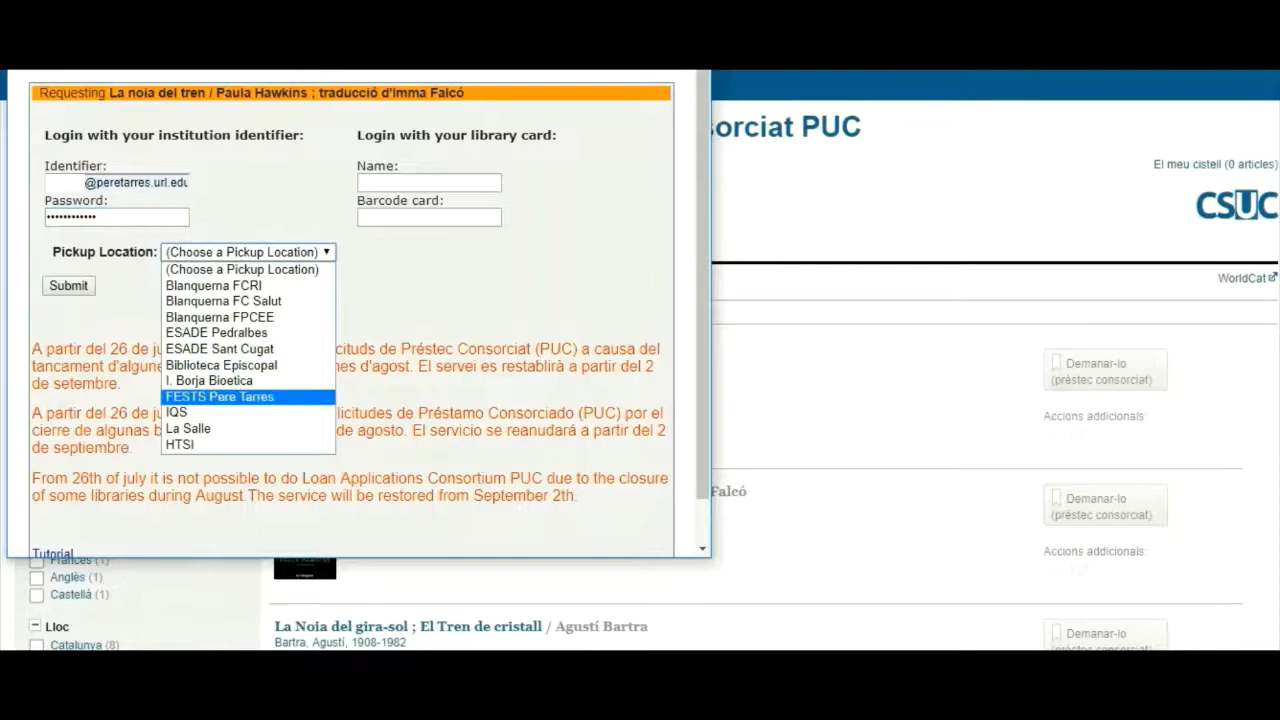 Requesting La noia del tren / Paula Hawkins ; traducció d'Imma Falcó
Login with your institution identifier:
Identifier:
@peretarres.url.edu
Password:
••••••••••••
Login with your library card:
Name:
Barcode card:
Pickup Location: (Choose a Pickup Location)
(Choose a Pickup Location)
Blanquerna FCRI
Blanquerna FC Salut
Blanquerna FPCEE
ESADE Pedralbes
ESADE Sant Cugat
Biblioteca Episcopal
I. Borja Bioetica
FESTS Pere Tarres
IQS
La Salle
HTSI
Submit
A partir del 26 de de Préstec Consorciat (PUC) a causa del
tancament d'agost. El servei es restablirà a partir del 2
de setembre.
A partir del 26 de de Préstamo Consorciado (PUC) por el
cierre de algunas de agosto. El servicio se reanudará a partir del 2
de septiembre.
From 26th of july it is not possible to do Loan Applications Consortium PUC due to the closure
of some libraries during August.The service will be restored from September 2th.
Tutorial
PUC
El meu cistell (0 articles)
CSUC
WorldCat
Demanar-lo
(préstec consorciat)
Accions addicionals:
Falcó
Demanar-lo
(préstec consorciat)
Accions addicionals:
Francès (1)
Anglès (1)
Castellà (1)
Lloc
Catalunya (8)
La Noia del gira-sol ; El Tren de cristall / Agustí Bartra
Bartra, Agustí, 1908-1982
Demanar-lo
(préstec consorciat)